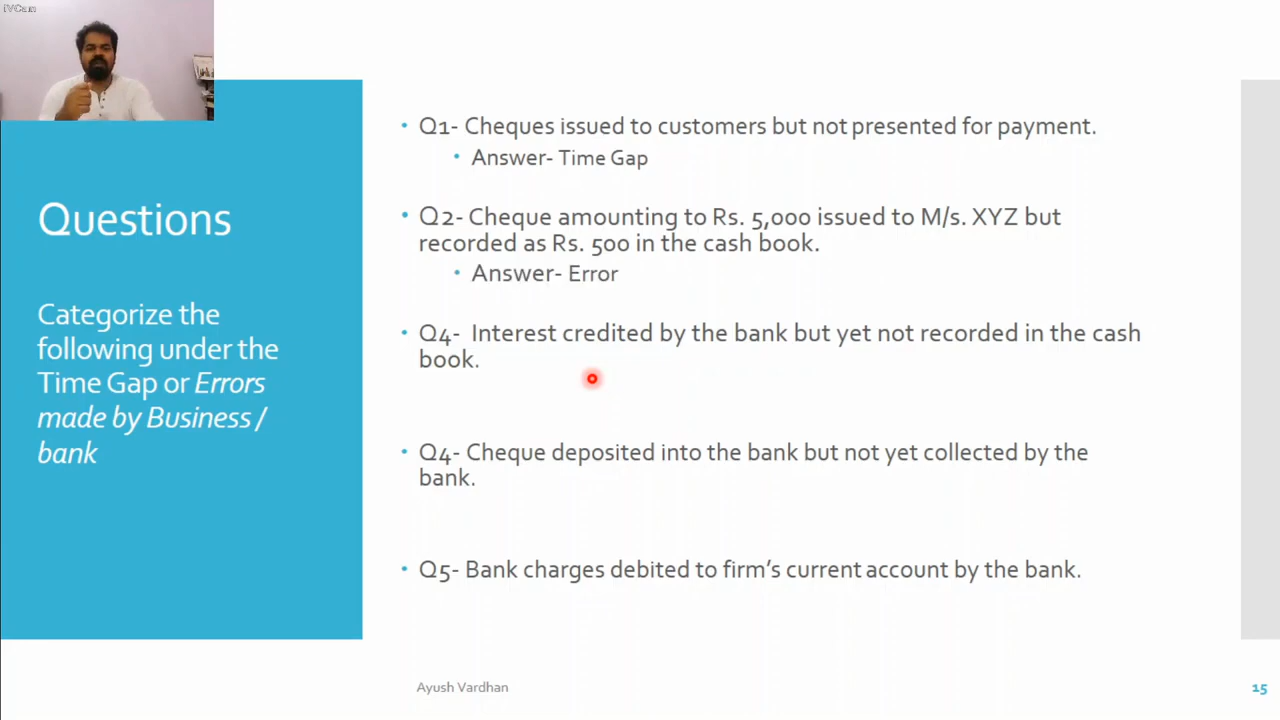 iVCam
Questions
Categorize the
following under the
Time Gap or Errors
made by Business /
bank
• Q1- Cheques issued to customers but not presented for payment.
• Answer- Time Gap
• Q2- Cheque amounting to Rs. 5,000 issued to M/s. XYZ but
recorded as Rs. 500 in the cash book.
• Answer- Error
• Q4- Interest credited by the bank but yet not recorded in the cash
book.
• Q4- Cheque deposited into the bank but not yet collected by the
bank.
• Q5- Bank charges debited to firm's current account by the bank.
Ayush Vardhan
15